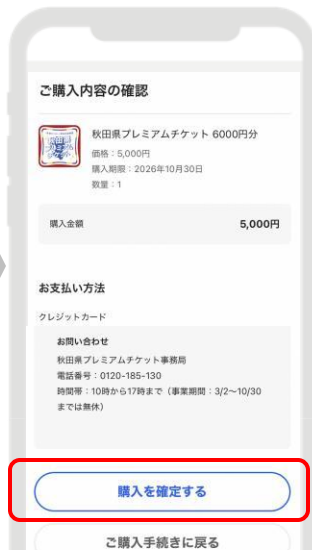 ご購入内容の確認
秋田県プレミアムチケット 6000円分
価格：5,000円
購入期限：2026年10月30日
数量：1
購入金額
5,000円
お支払い方法
クレジットカード
お問い合わせ
秋田県プレミアムチケット事務局
電話番号：0120-185-130
時間帯：10時から17時まで（事業期間：3/2〜10/30
までは無休）
購入を確定する
ご購入手続きに戻る